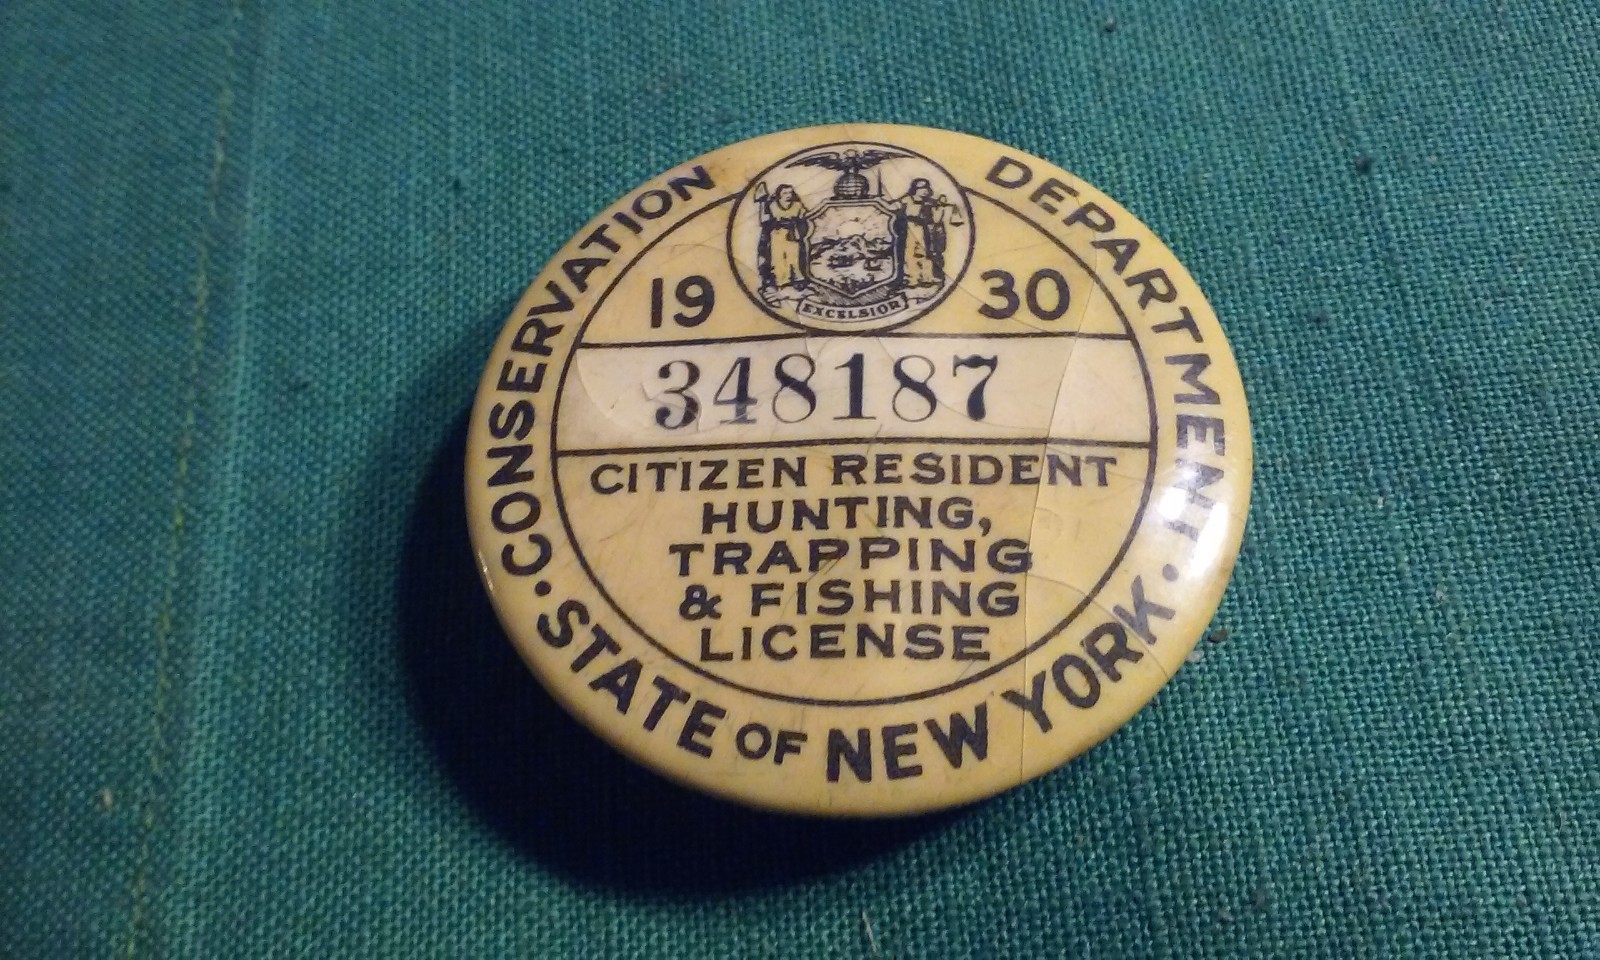 CONSERVATION DEPARTMENT
EXCELSIOR
19 30
348187
CITIZEN RESIDENT
HUNTING,
TRAPPING
& FISHING
LICENSE
• STATE OF NEW YORK •